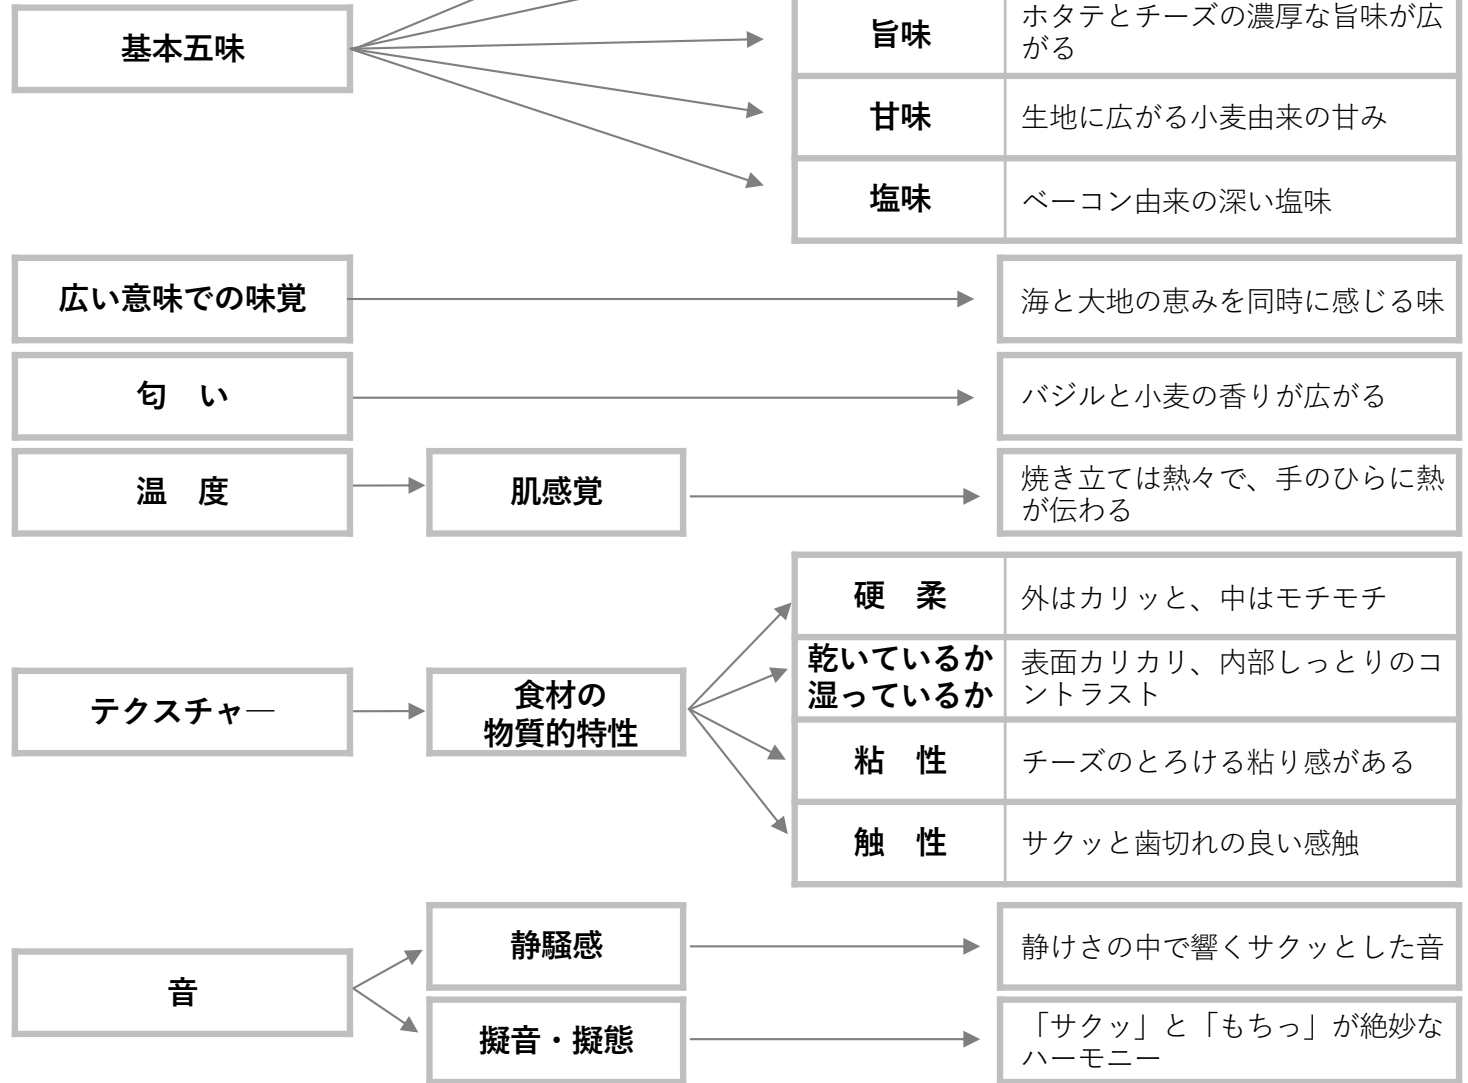 基本五味
旨味
ホタテとチーズの濃厚な旨味が広
がる
甘味
生地に広がる小麦由来の甘み
塩味
ベーコン由来の深い塩味
広い意味での味覚
海と大地の恵みを同時に感じる味
匂　い
バジルと小麦の香りが広がる
温　度
肌感覚
焼き立ては熱々で、手のひらに熱
が伝わる
テクスチャ―
食材の
物質的特性
硬　柔
外はカリッと、中はモチモチ
乾いているか
湿っているか
表面カリカリ、内部しっとりのコ
ントラスト
粘　性
チーズのとろける粘り感がある
触　性
サクッと歯切れの良い感触
音
静騒感
静けさの中で響くサクッとした音
擬音・擬態
「サクッ」と「もちっ」が絶妙な
ハーモニー